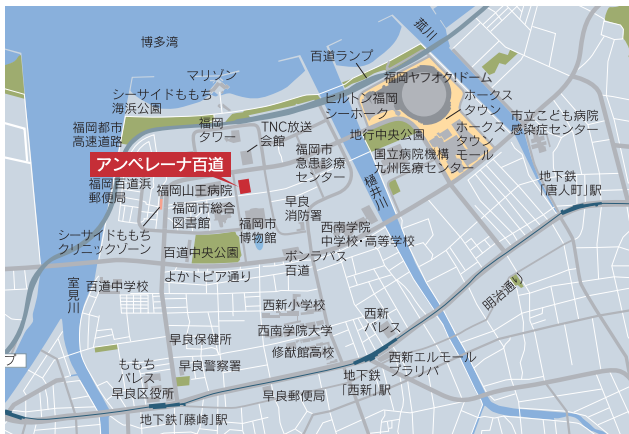 菰川
博多湾
百道ランプ
マリゾン
福岡ヤフオク!ドーム
シーサイドももち
海浜公園
ヒルトン福岡
シーホーク
ホークス
タウン
福岡都市
高速道路
福岡
タワー
TNC放送
会館
地行中央公園
ホークス
タウン
モール
市立こども病院
感染症センター
福岡市
急患診療
センター
国立病院機構
九州医療センター
アンペレーナ百道
地下鉄
「唐人町」駅
福岡百道浜
郵便局
福岡山王病院
樋井川
早良
消防署
福岡市総合
図書館
福岡市
博物館
西南学院
中学校・高等学校
シーサイドももち
クリニックゾーン
百道中央公園
ボンラパス
百道
よかトピア通り
室見川
百道中学校
明治通り
西新小学校
西新
パレス
早良保健所
西南学院大学
修猷館高校
プ
ももち
パレス
早良警察署
西新エルモール
プラリバ
早良区役所
早良郵便局
地下鉄
「西新」駅
地下鉄「藤崎」駅